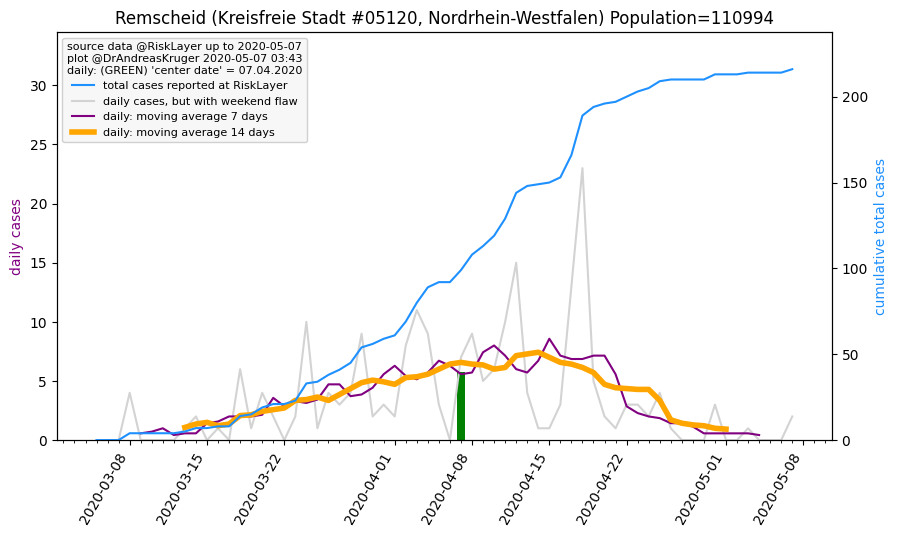 Remscheid (Kreisfreie Stadt #05120, Nordrhein-Westfalen) Population=110994
source data @RiskLayer up to 2020-05-07
plot @DrAndreasKruger 2020-05-07 03:43
daily: (GREEN) 'center date' = 07.04.2020
total cases reported at RiskLayer
daily cases, but with weekend flaw
daily: moving average 7 days
daily: moving average 14 days
daily cases
30
25
20
15
10
5
0
200
150
100
50
0
cumulative total cases
2020-03-08
2020-03-15
2020-03-22
2020-04-01
2020-04-08
2020-04-15
2020-04-22
2020-05-01
2020-05-08